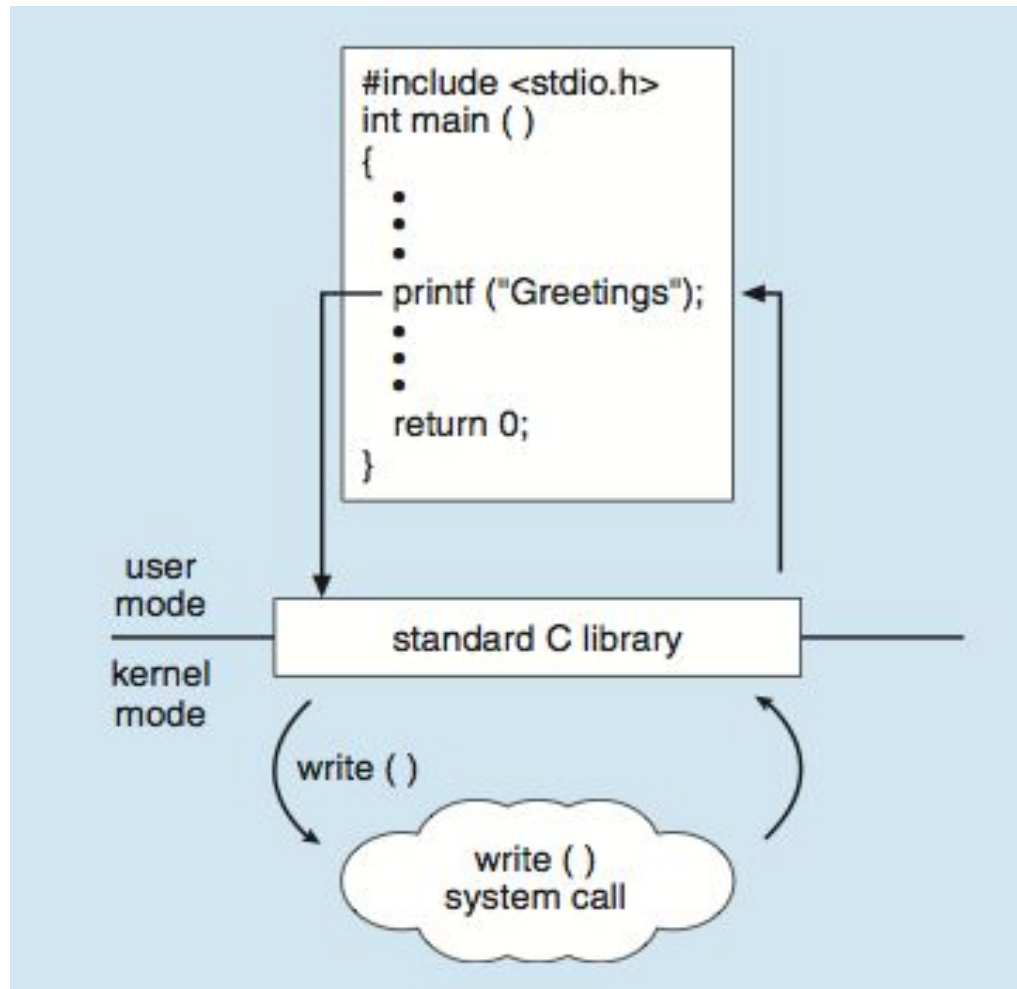 #include <stdio.h>
int main ( )
{
•
•
•
printf ("Greetings");
•
•
•
return 0;
}
user
mode
standard C library
kernel
mode
write ( )
write ( )
system call